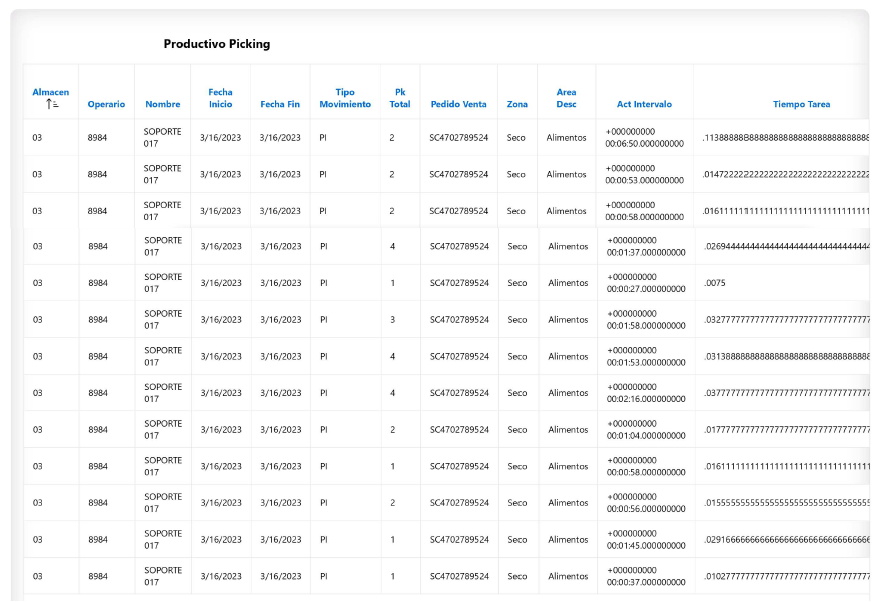 Productivo Picking
Almacen Operario Nombre Fecha Inicio Fecha Fin Tipo Movimiento Pk Total Pedido Venta Zona Area Desc Act Intervalo Tiempo Tarea
03 8984 SOPORTE 017 3/16/2023 3/16/2023 PI 2 SC4702789524 Seco Alimentos +000000000 00:06:50.000000000 .1138888888888888888888888888888888888
03 8984 SOPORTE 017 3/16/2023 3/16/2023 PI 2 SC4702789524 Seco Alimentos +000000000 00:00:53.000000000 .0147222222222222222222222222222222222
03 8984 SOPORTE 017 3/16/2023 3/16/2023 PI 2 SC4702789524 Seco Alimentos +000000000 00:00:58.000000000 .0161111111111111111111111111111111111
03 8984 SOPORTE 017 3/16/2023 3/16/2023 PI 4 SC4702789524 Seco Alimentos +000000000 00:01:37.000000000 .0269444444444444444444444444444444444
03 8984 SOPORTE 017 3/16/2023 3/16/2023 PI 1 SC4702789524 Seco Alimentos +000000000 00:00:27.000000000 .0075
03 8984 SOPORTE 017 3/16/2023 3/16/2023 PI 3 SC4702789524 Seco Alimentos +000000000 00:01:58.000000000 .0327777777777777777777777777777777777
03 8984 SOPORTE 017 3/16/2023 3/16/2023 PI 4 SC4702789524 Seco Alimentos +000000000 00:01:53.000000000 .0313888888888888888888888888888888888
03 8984 SOPORTE 017 3/16/2023 3/16/2023 PI 4 SC4702789524 Seco Alimentos +000000000 00:02:16.000000000 .0377777777777777777777777777777777777
03 8984 SOPORTE 017 3/16/2023 3/16/2023 PI 2 SC4702789524 Seco Alimentos +000000000 00:01:04.000000000 .0177777777777777777777777777777777777
03 8984 SOPORTE 017 3/16/2023 3/16/2023 PI 1 SC4702789524 Seco Alimentos +000000000 00:00:58.000000000 .0161111111111111111111111111111111111
03 8984 SOPORTE 017 3/16/2023 3/16/2023 PI 2 SC4702789524 Seco Alimentos +000000000 00:00:56.000000000 .0155555555555555555555555555555555555
03 8984 SOPORTE 017 3/16/2023 3/16/2023 PI 1 SC4702789524 Seco Alimentos +000000000 00:01:45.000000000 .0291666666666666666666666666666666666
03 8984 SOPORTE 017 3/16/2023 3/16/2023 PI 1 SC4702789524 Seco Alimentos +000000000 00:00:37.000000000 .0102777777777777777777777777777777777